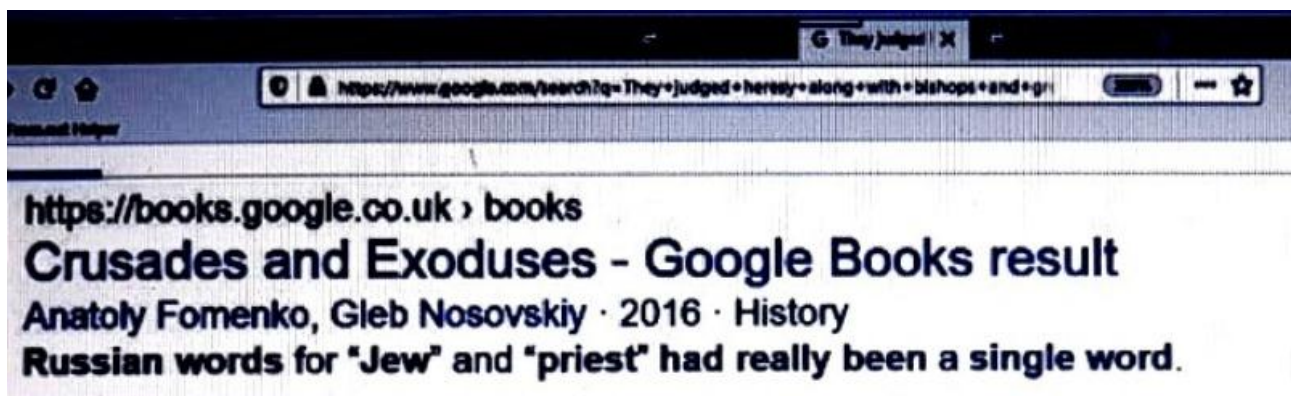 G They judged
https://www.google.com/search?q=They+judged+heresy+along+with+bishops+and+gr
https://books.google.co.uk › books
Crusades and Exoduses - Google Books result
Anatoly Fomenko, Gleb Nosovskiy · 2016 · History
Russian words for "Jew" and "priest" had really been a single word.